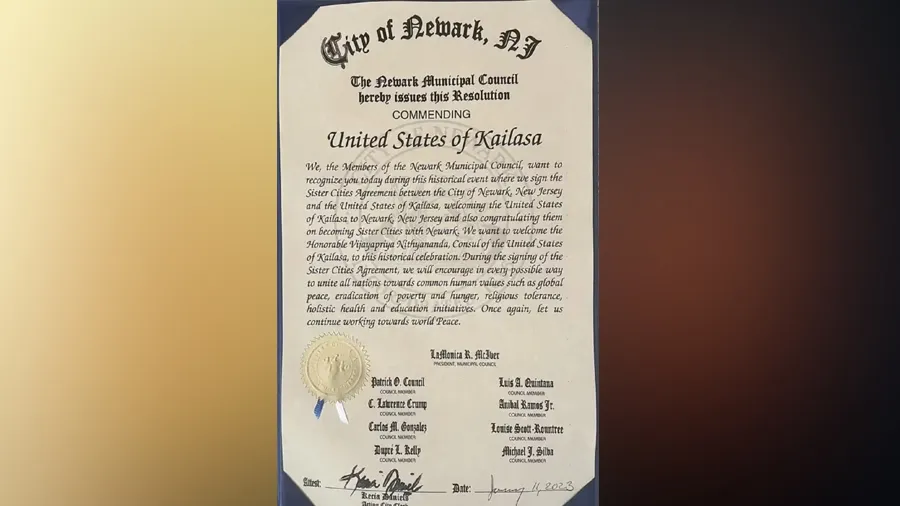 City of Newark, NJ
The Newark Municipal Council
hereby issues this Resolution
COMMENDING
United States of Kailasa
We, the Members of the Newark Municipal Council, want to
recognize you today during this historical event where we sign the
Sister Cities Agreement between the City of Newark, New Jersey
and the United States of Kailasa, welcoming the United States
of Kailasa to Newark, New Jersey and also congratulating them
on becoming Sister Cities with Newark. We want to welcome the
Honorable Vijayapriya Nithyananda, Consul of the United States
of Kailasa, to this historical celebration. During the signing of the
Sister Cities Agreement, we will encourage in every possible way
to unite all nations towards common human values such as global
peace, eradication of poverty and hunger, religious tolerance,
holistic health and education initiatives. Once again, let us
continue working towards world Peace.
LaMonica R. McIver
PRESIDENT, MUNICIPAL COUNCIL
Patrick O. Council
COUNCIL MEMBER
Luis A. Quintana
COUNCIL MEMBER
C. Lawrence Crump
COUNCIL MEMBER
Anibal Ramos Jr.
COUNCIL MEMBER
Carlos M. Gonzalez
COUNCIL MEMBER
Louise Scott-Rountree
COUNCIL MEMBER
Dupré L. Kelly
COUNCIL MEMBER
Michael J. Silva
COUNCIL MEMBER
Attest: Date: January 11, 2023
Kecia Daniels
Acting City Clerk